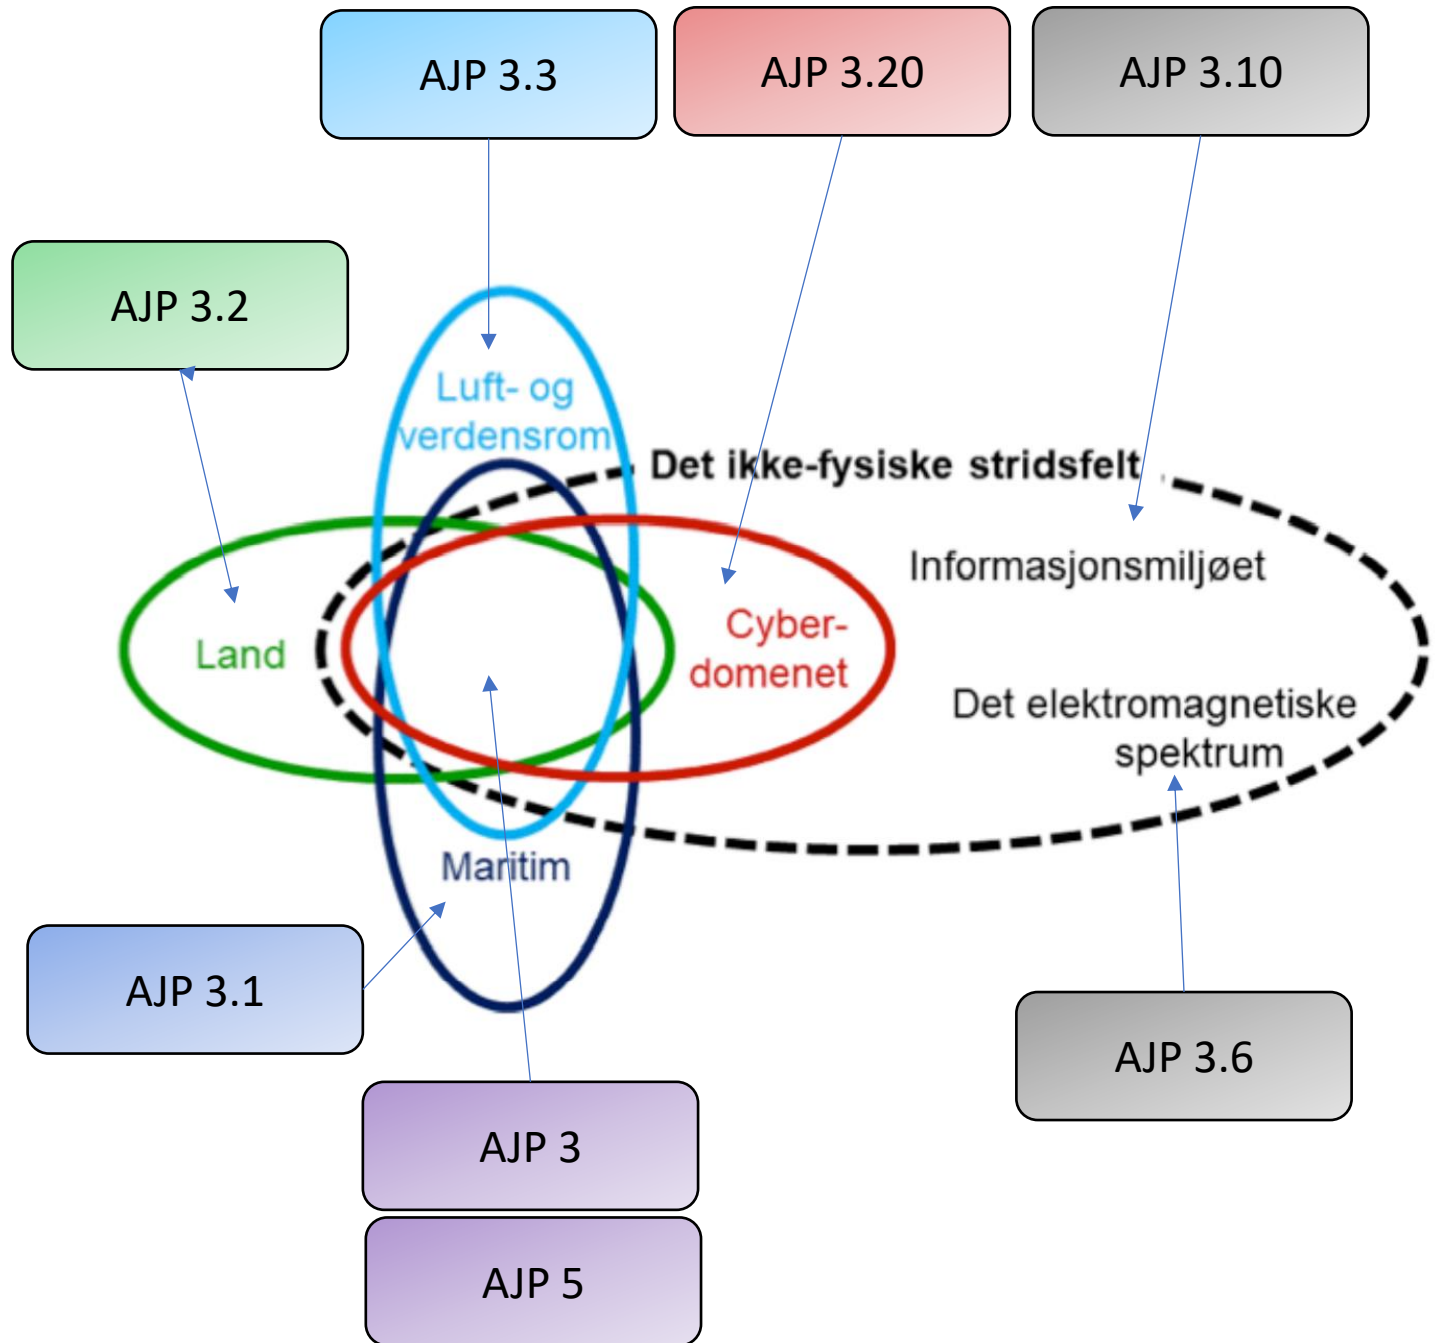 AJP 3.3
AJP 3.20
AJP 3.10
AJP 3.2
Luft- og
verdensrom
Det ikke-fysiske stridsfelt
Informasjonsmiljøet
Land
Cyber-
domenet
Det elektromagnetiske
spektrum
Maritim
AJP 3.1
AJP 3.6
AJP 3
AJP 5